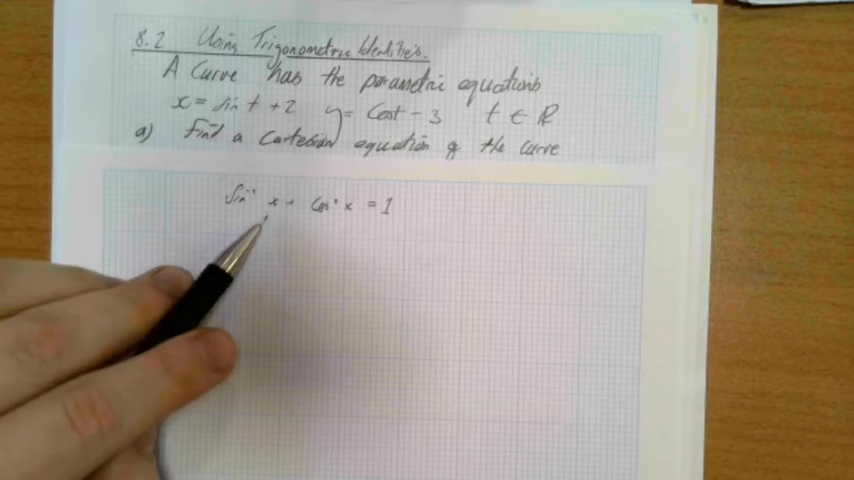 8.2 Using Trigonometric Identities.
A Curve has the parametric equations
x = sin t + 2 y = Cost - 3 t ∈ ℝ
a) Find a Cartesian equation of the curve
Sin² x + Cos² x = 1